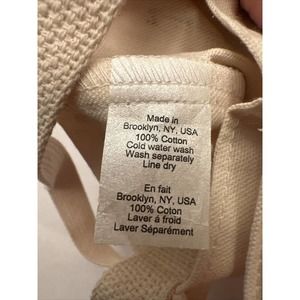 Made in
Brooklyn, NY, USA
100% Cotton
Cold water wash
Wash separately
Line dry
En fait
Brooklyn, NY, USA
100% Coton
Laver á froid
Laver Séparément